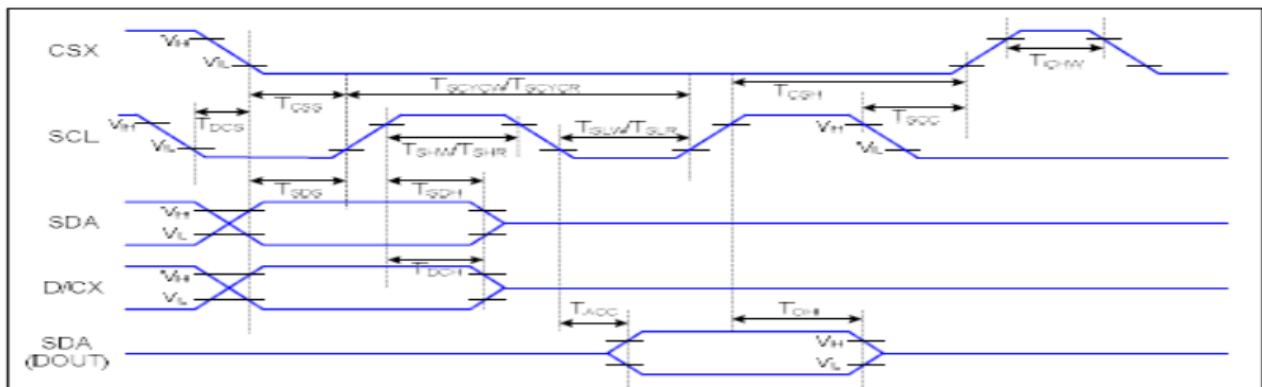 CSX
VIH
VIL
TCHW
TCSS
TSCYCW/TSCYCR
TCSH
TDCS
TSCC
SCL
VIH
VIL
TSHW/TSHR
TSLW/TSLR
VIH
VIL
TSDS
TSDH
SDA
VIH
VIL
TDCH
D/CX
VIH
VIL
TACC
TOH
SDA
(DOUT)
VIH
VIL